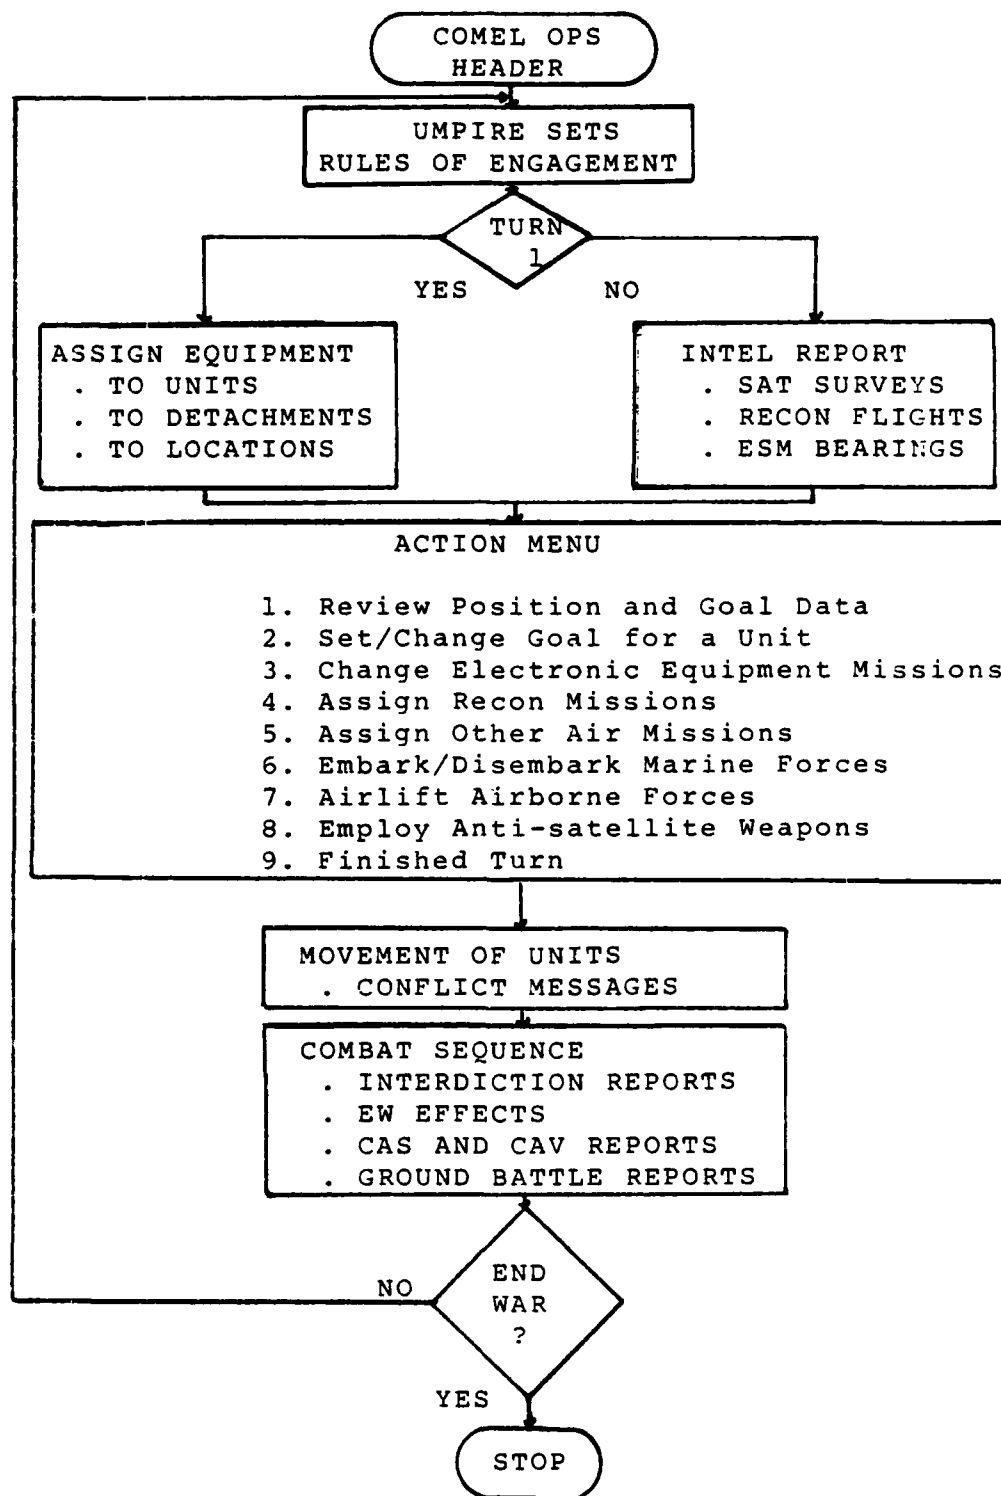 COMEL OPS
HEADER
UMPIRE SETS
RULES OF ENGAGEMENT
TURN
1
YES
NO
ASSIGN EQUIPMENT
. TO UNITS
. TO DETACHMENTS
. TO LOCATIONS
INTEL REPORT
. SAT SURVEYS
. RECON FLIGHTS
. ESM BEARINGS
ACTION MENU
1. Review Position and Goal Data
2. Set/Change Goal for a Unit
3. Change Electronic Equipment Missions
4. Assign Recon Missions
5. Assign Other Air Missions
6. Embark/Disembark Marine Forces
7. Airlift Airborne Forces
8. Employ Anti-satellite Weapons
9. Finished Turn
MOVEMENT OF UNITS
. CONFLICT MESSAGES
COMBAT SEQUENCE
. INTERDICTION REPORTS
. EW EFFECTS
. CAS AND CAV REPORTS
. GROUND BATTLE REPORTS
NO
END
WAR
?
YES
STOP